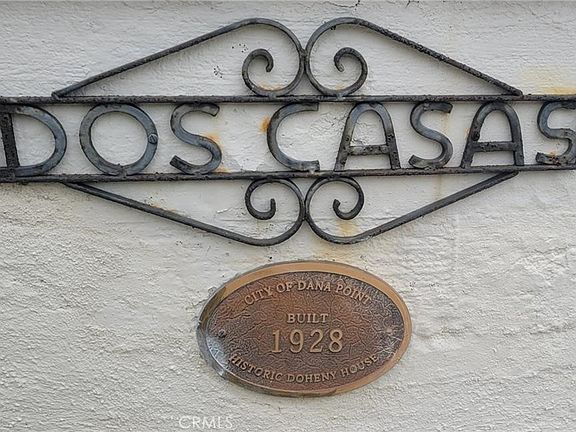 DOS CASAS
CITY OF DANA POINT
BUILT
1928
HISTORIC DOHENY HOUSE
CRMLS